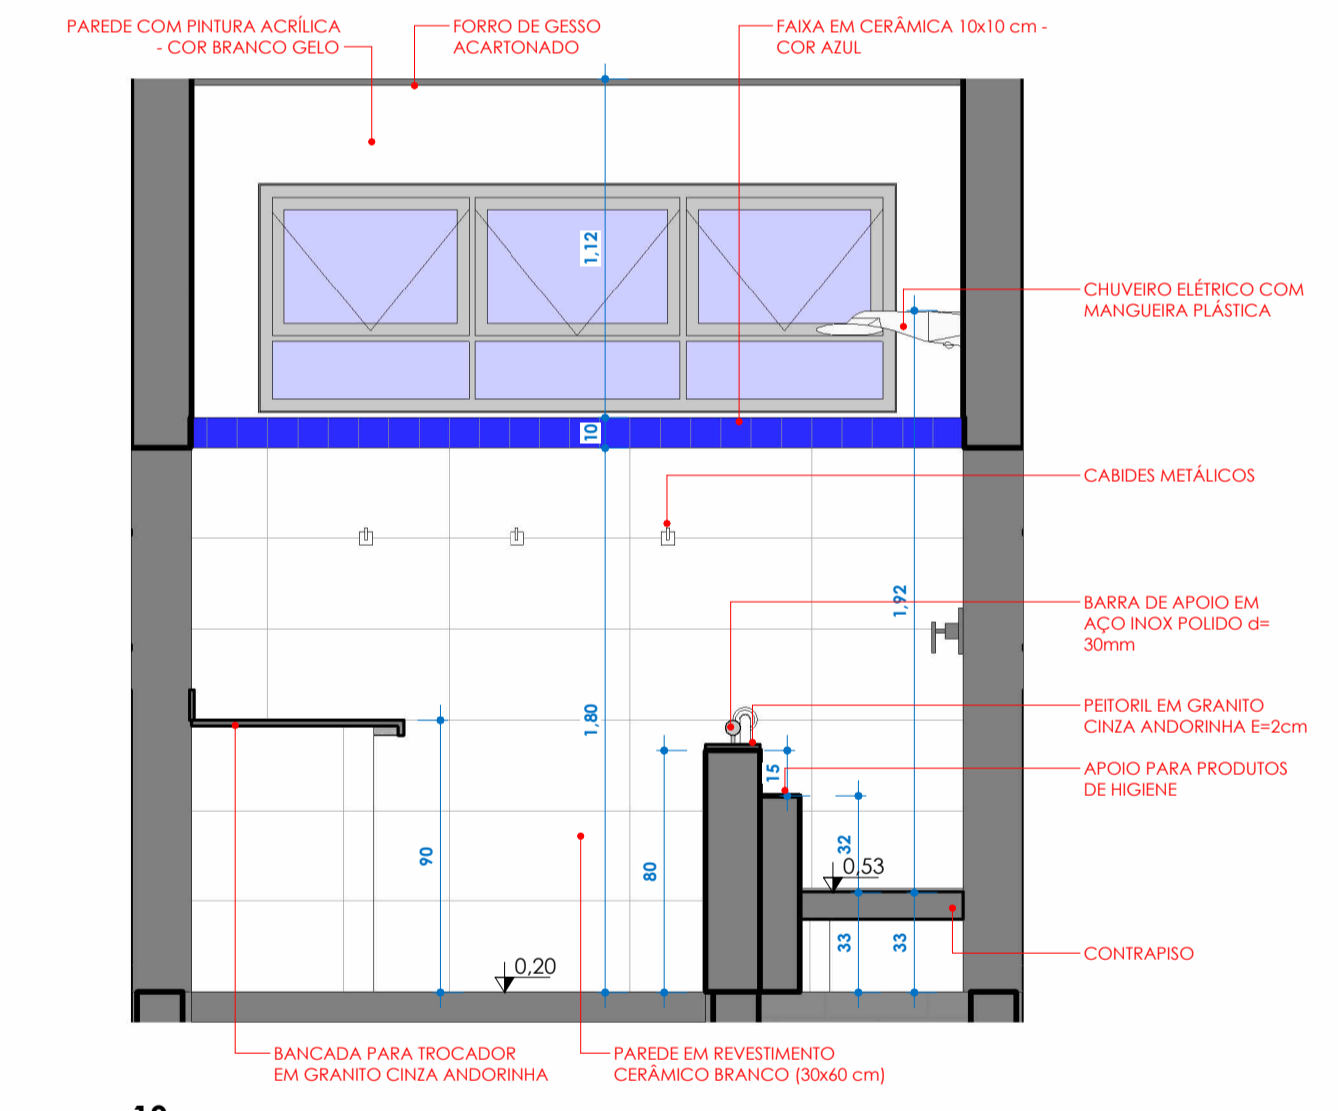 PAREDE COM PINTURA ACRÍLICA
- COR BRANCO GELO
FORRO DE GESSO
ACARTONADO
FAIXA EM CERÂMICA 10x10 cm -
COR AZUL
1,12
CHUVEIRO ELÉTRICO COM
MANGUEIRA PLÁSTICA
10
CABIDES METÁLICOS
1,92
BARRA DE APOIO EM
AÇO INOX POLIDO d=
30mm
1,80
PEITORIL EM GRANITO
CINZA ANDORINHA E=2cm
15
APOIO PARA PRODUTOS
DE HIGIENE
90
80
32
0,53
33
33
CONTRAPISO
0,20
BANCADA PARA TROCADOR
EM GRANITO CINZA ANDORINHA
PAREDE EM REVESTIMENTO
CERÂMICO BRANCO (30x60 cm)